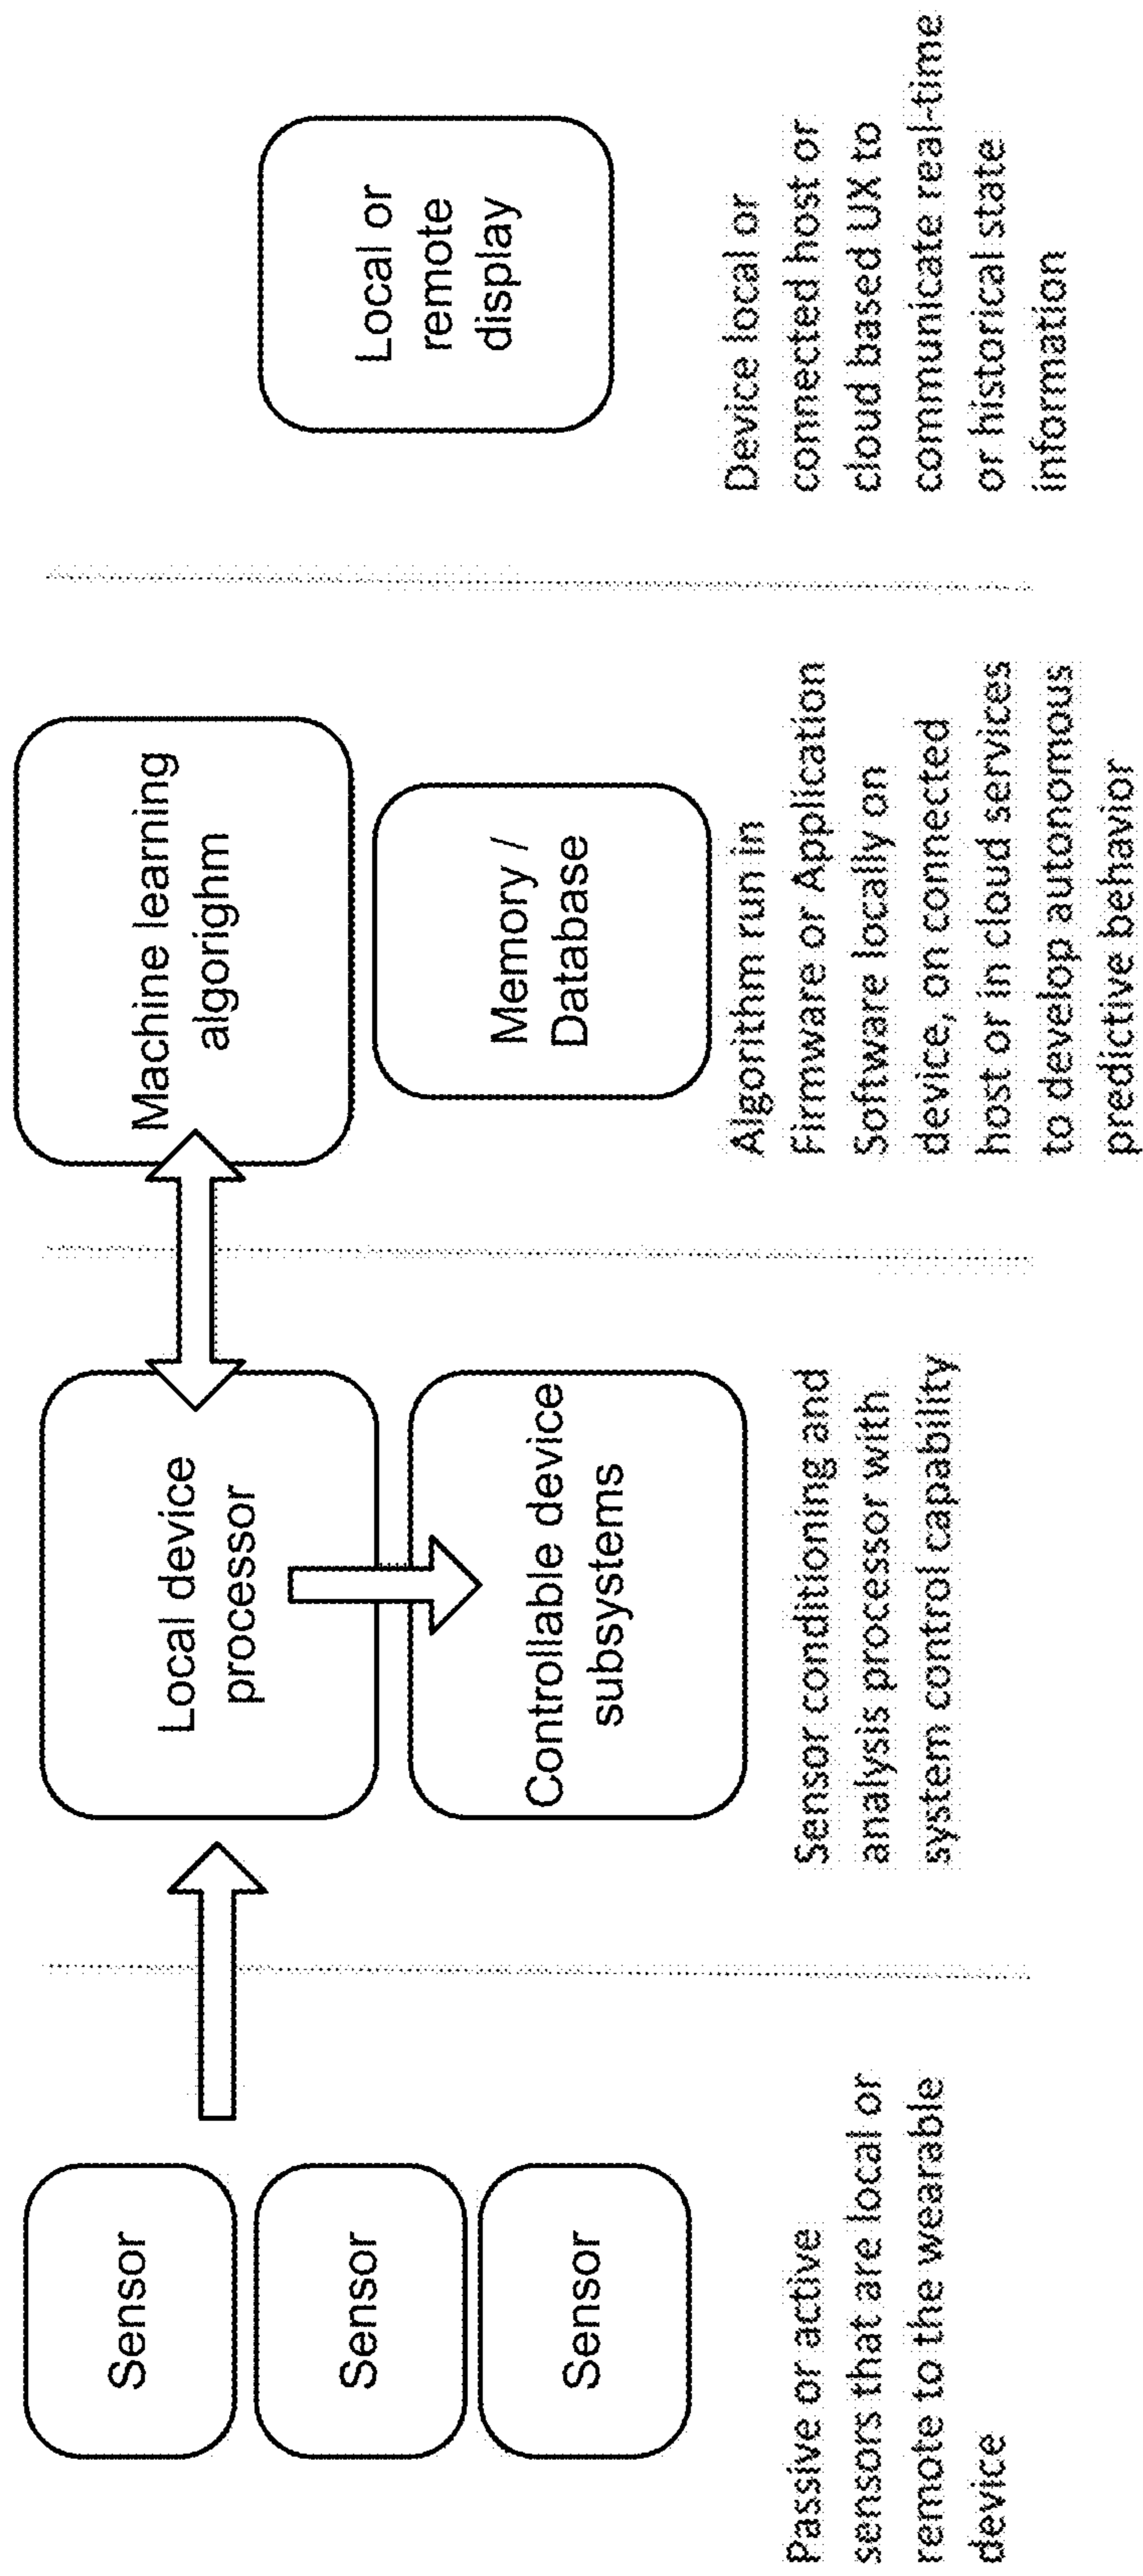 Sensor
Sensor
Sensor
Passive or active
sensors that are local or
remote to the wearable
device
Local device
processor
Controllable device
subsystems
Sensor conditioning and
analysis processor with
system control capability
Machine learning
algorighm
Memory /
Database
Algorithm run in
Firmware or Application
Software locally on
device, on connected
host or in cloud services
to develop autonomous
predictive behavior
Local or
remote
display
Device local or
connected host or
cloud based UX to
communicate real-time
or historical state
information